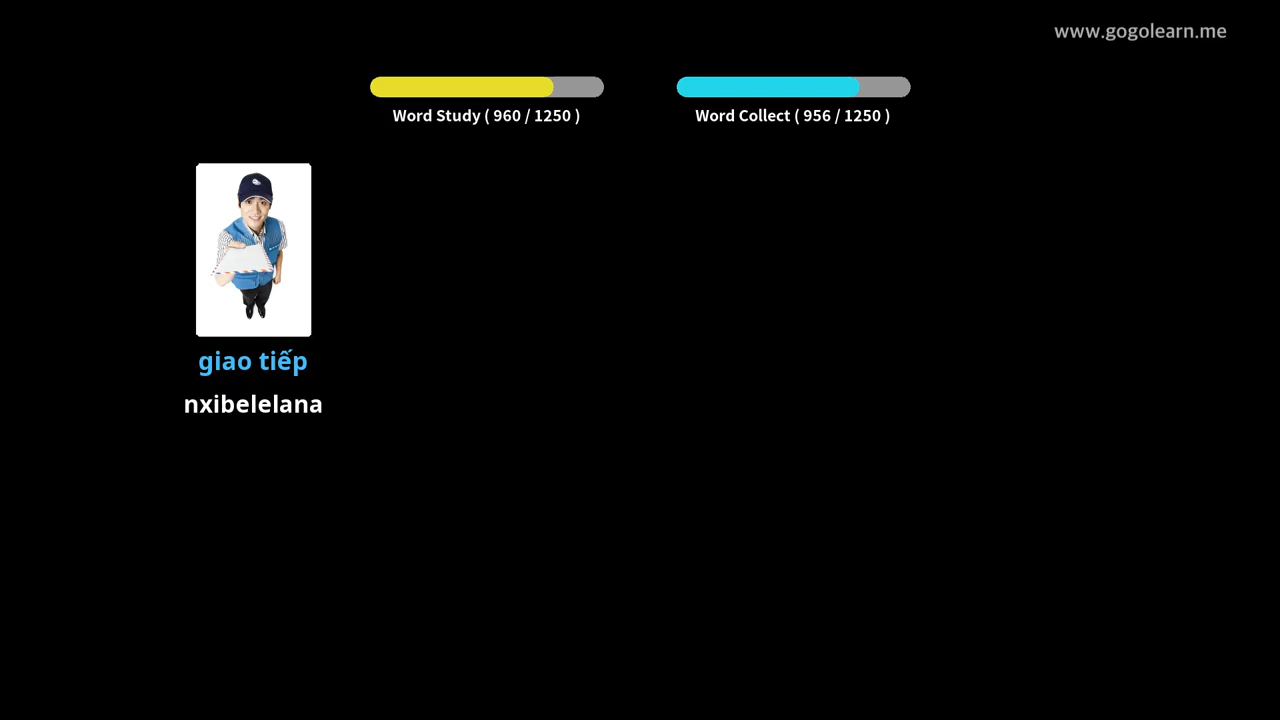 www.gogolearn.me
Word Study ( 960 / 1250 )
Word Collect ( 956 / 1250 )
giao tiếp
nxibelelana